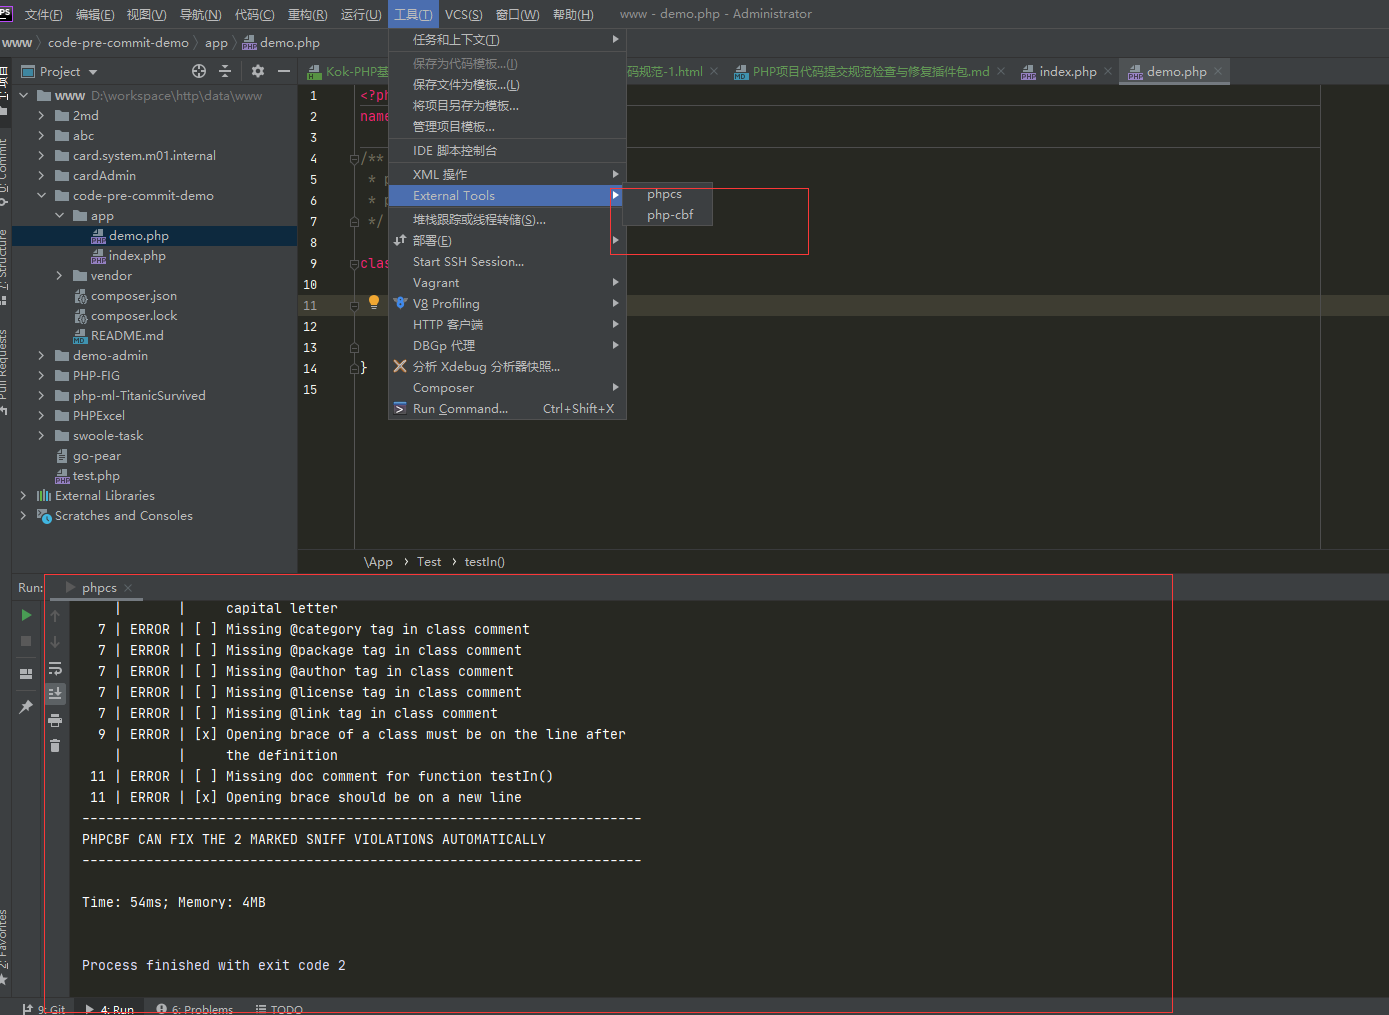 PS 文件(F) 编辑(E) 视图(V) 导航(N) 代码(C) 重构(R) 运行(U) 工具(T) VCS(S) 窗口(W) 帮助(H) www - demo.php - Administrator
www code-pre-commit-demo app demo.php
Project
Kok-PHP基
码规范-1.html
PHP项目代码提交规范检查与修复插件包.md
index.php
demo.php
www D:\workspace\http\data\www
2md
abc
card.system.m01.internal
cardAdmin
code-pre-commit-demo
app
demo.php
index.php
vendor
composer.json
composer.lock
README.md
demo-admin
PHP-FIG
php-ml-TitanicSurvived
PHPExcel
swoole-task
go-pear
test.php
External Libraries
Scratches and Consoles
0: Commit
7: Structure
Pull Requests
2: Favorites
1 <?ph
2 name
3
4 /**
5 * p
6 * p
7 */
8
9 clas
10
11
12
13
14 }
15
任务和上下文(T)
保存为代码模板...(I)
保存文件为模板...(L)
将项目另存为模板...
管理项目模板...
IDE 脚本控制台
XML 操作
External Tools
堆栈跟踪或线程转储(S)...
部署(E)
Start SSH Session...
Vagrant
V8 Profiling
HTTP 客户端
DBGp 代理
分析 Xdebug 分析器快照...
Composer
Run Command... Ctrl+Shift+X
phpcs
php-cbf
\App Test testIn()
Run: phpcs
| | capital letter
7 | ERROR | [ ] Missing @category tag in class comment
7 | ERROR | [ ] Missing @package tag in class comment
7 | ERROR | [ ] Missing @author tag in class comment
7 | ERROR | [ ] Missing @license tag in class comment
7 | ERROR | [ ] Missing @link tag in class comment
9 | ERROR | [x] Opening brace of a class must be on the line after
| | the definition
11 | ERROR | [ ] Missing doc comment for function testIn()
11 | ERROR | [x] Opening brace should be on a new line
----------------------------------------------------------------------
PHPCBF CAN FIX THE 2 MARKED SNIFF VIOLATIONS AUTOMATICALLY
----------------------------------------------------------------------
Time: 54ms; Memory: 4MB
Process finished with exit code 2
9: Git 4: Run 6: Problems TODO